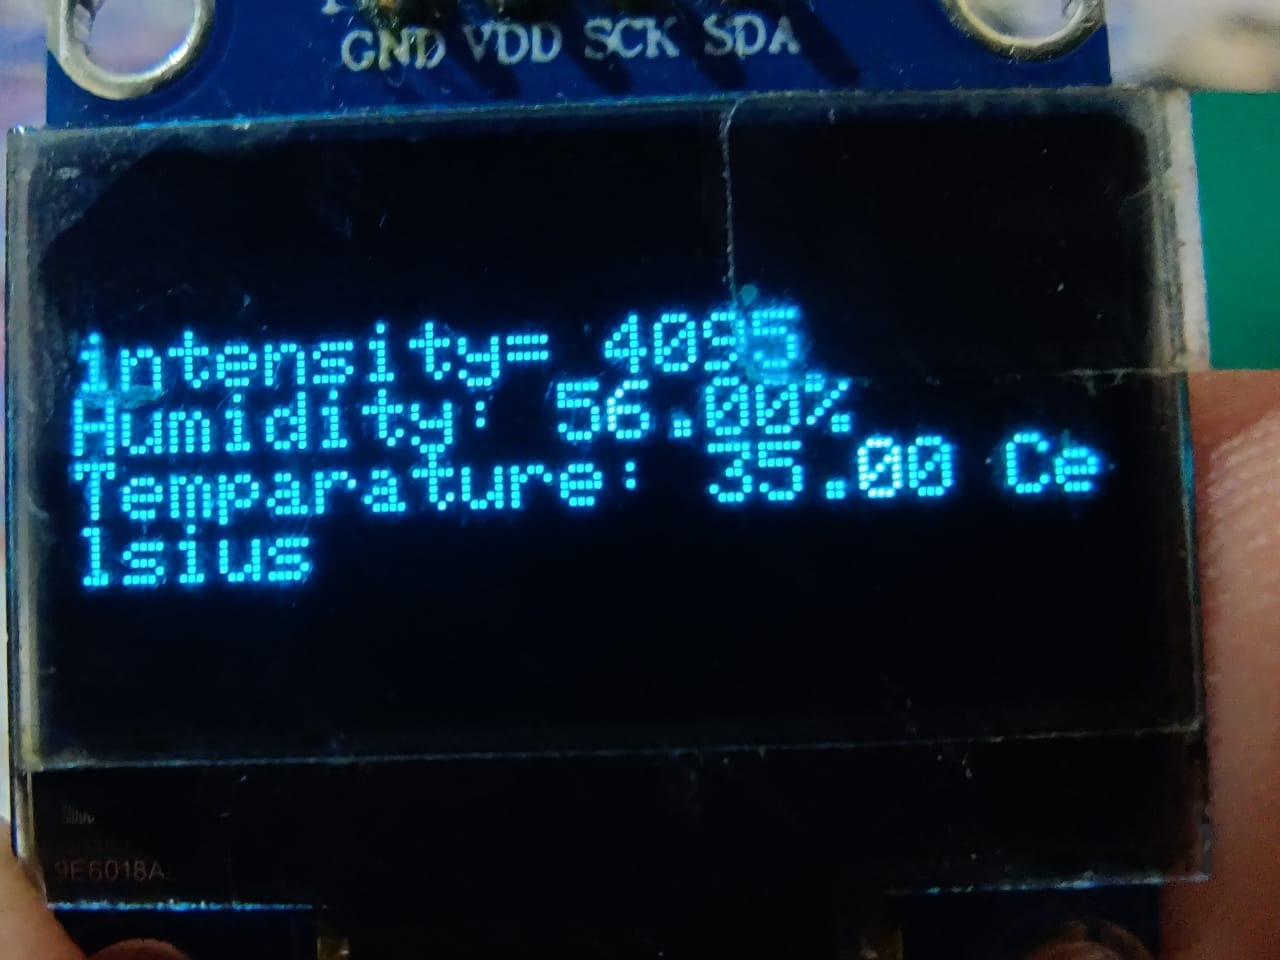 GND VDD SCK SDA
intensity= 4095
Humidity: 56.00%
Temparature: 35.00 Ce
lsius
9E6018A